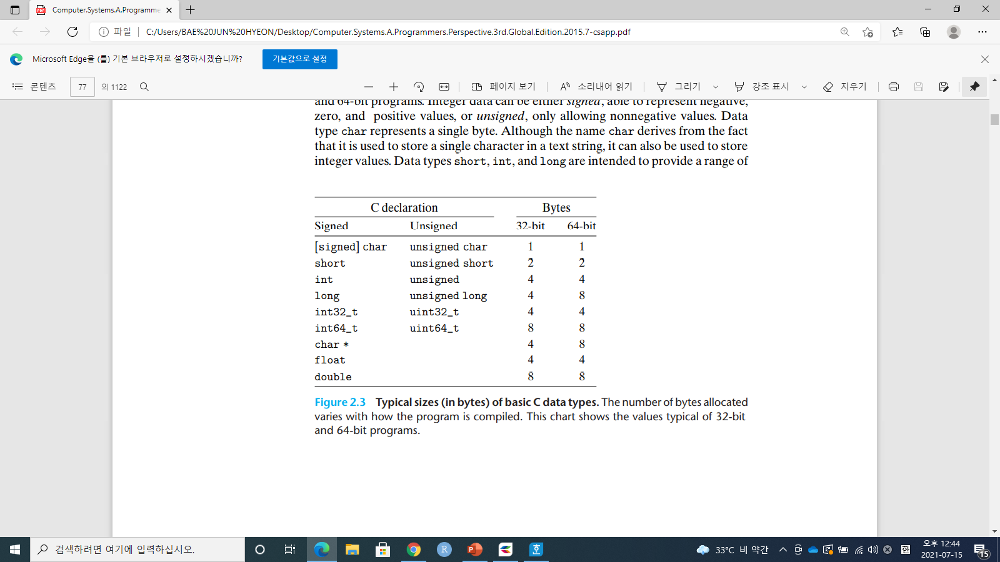 Computer.Systems.A.Programme
파일 C:/Users/BAE%20JUN%20HYEON/Desktop/Computer.Systems.A.Programmers.Perspective.3rd.Global.Edition.2015.7-csapp.pdf
Microsoft Edge을 (를) 기본 브라우저로 설정하시겠습니까? 기본값으로 설정
콘텐츠 77 의 1122 페이지 보기 소리내어 읽기 그리기 강조 표시 지우기
and 64-bit programs. Integer data can be either signed, able to represent negative,
zero, and positive values, or unsigned, only allowing nonnegative values. Data
type char represents a single byte. Although the name char derives from the fact
that it is used to store a single character in a text string, it can also be used to store
integer values. Data types short, int, and long are intended to provide a range of
C declaration Bytes
Signed Unsigned 32-bit 64-bit
[signed] char unsigned char 1 1
short unsigned short 2 2
int unsigned 4 4
long unsigned long 4 8
int32_t uint32_t 4 4
int64_t uint64_t 8 8
char * 4 8
float 4 4
double 8 8
Figure 2.3 Typical sizes (in bytes) of basic C data types. The number of bytes allocated
varies with how the program is compiled. This chart shows the values typical of 32-bit
and 64-bit programs.
검색하려면 여기에 입력하십시오.
33°C 비 약간
한
오후 12:44
2021-07-15
15